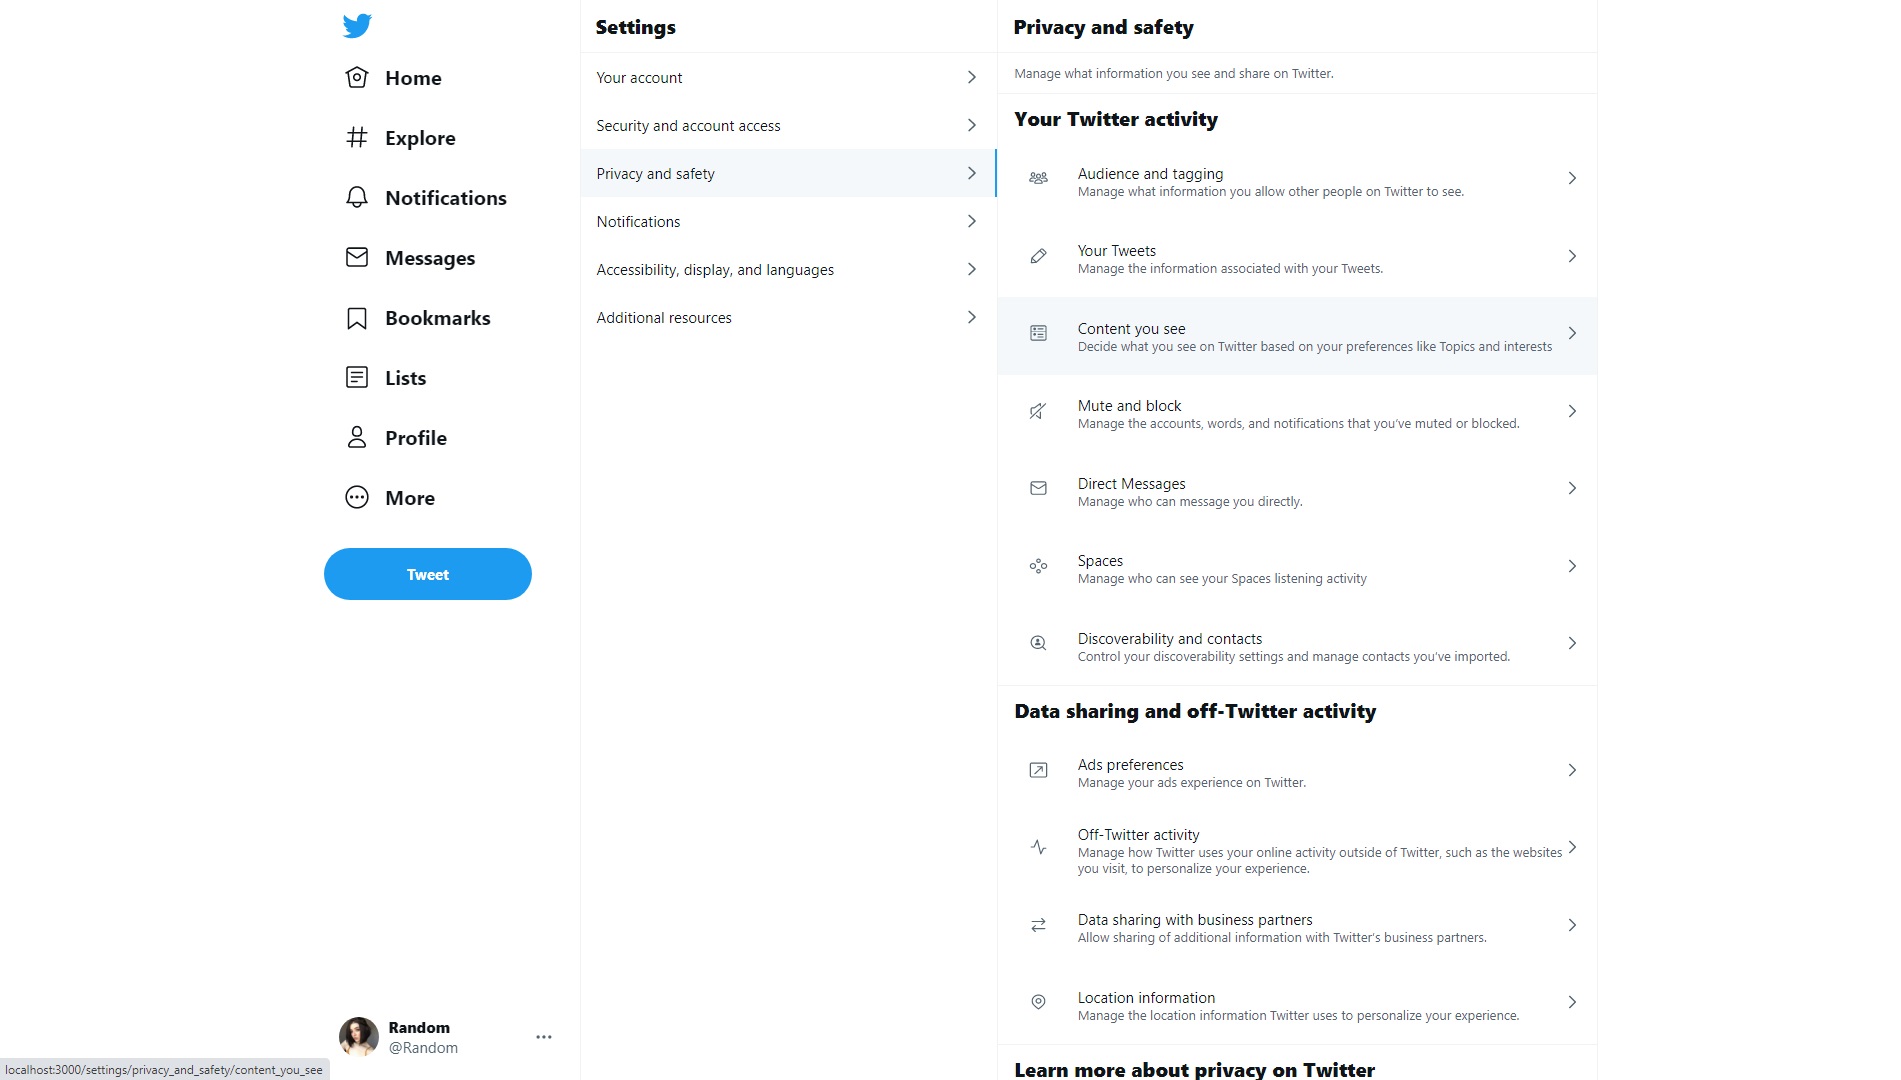 Home
Explore
Notifications
Messages
Bookmarks
Lists
Profile
More
Tweet
Random
@Random
Settings
Your account
Security and account access
Privacy and safety
Notifications
Accessibility, display, and languages
Additional resources
Privacy and safety
Manage what information you see and share on Twitter.
Your Twitter activity
Audience and tagging
Manage what information you allow other people on Twitter to see.
Your Tweets
Manage the information associated with your Tweets.
Content you see
Decide what you see on Twitter based on your preferences like Topics and interests
Mute and block
Manage the accounts, words, and notifications that you've muted or blocked.
Direct Messages
Manage who can message you directly.
Spaces
Manage who can see your Spaces listening activity
Discoverability and contacts
Control your discoverability settings and manage contacts you've imported.
Data sharing and off-Twitter activity
Ads preferences
Manage your ads experience on Twitter.
Off-Twitter activity
Manage how Twitter uses your online activity outside of Twitter, such as the websites
you visit, to personalize your experience.
Data sharing with business partners
Allow sharing of additional information with Twitter's business partners.
Location information
Manage the location information Twitter uses to personalize your experience.
Learn more about privacy on Twitter
localhost:3000/settings/privacy_and_safety/content_you_see